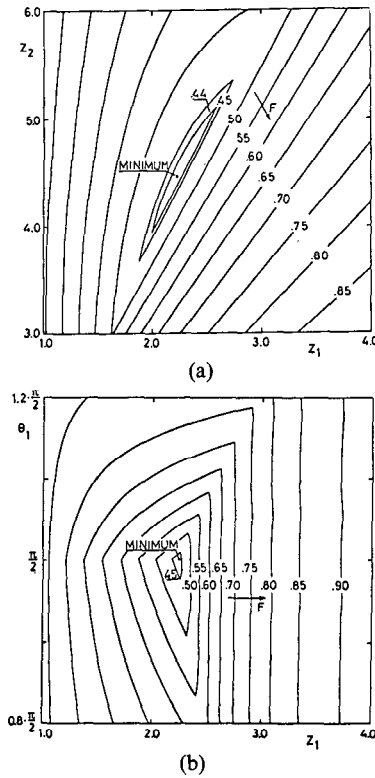 6.0
Z2
.44
.45
.50
F
.55
5.0
.60
.65
MINIMUM
.70
.75
4.0
.80
.85
3.0
1.0 2.0 3.0 Z1 4.0
(a)
1.2·π/2
θ1
MINIMUM
π/2
.45
.50 .55 .60 .65 .70 .75 .80 .85 .90
F
0.8·π/2
1.0 2.0 3.0 Z1 4.0
(b)